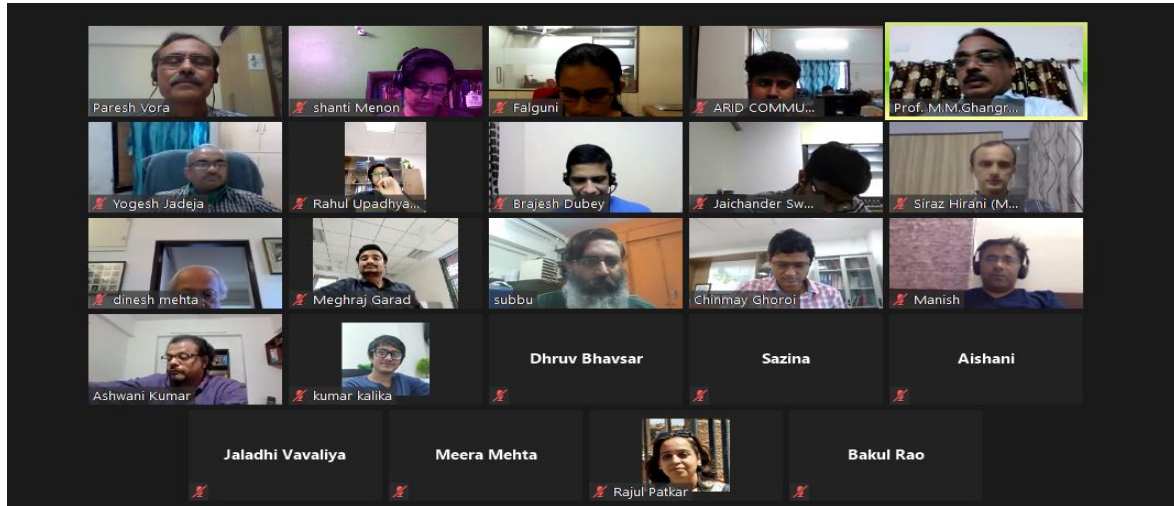 Paresh Vora
shanti Menon
Falguni
ARID COMMU...
Prof. M.M.Ghangr...
Yogesh Jadeja
Rahul Upadhya...
Brajesh Dubey
Jaichander Sw...
Siraz Hirani (M...
dinesh mehta
Meghraj Garad
subbu
Chinmay Ghoroi
Manish
Ashwani Kumar
kumar kalika
Dhruv Bhavsar
Sazina
Aishani
Jaladhi Vavaliya
Meera Mehta
Rajul Patkar
Bakul Rao